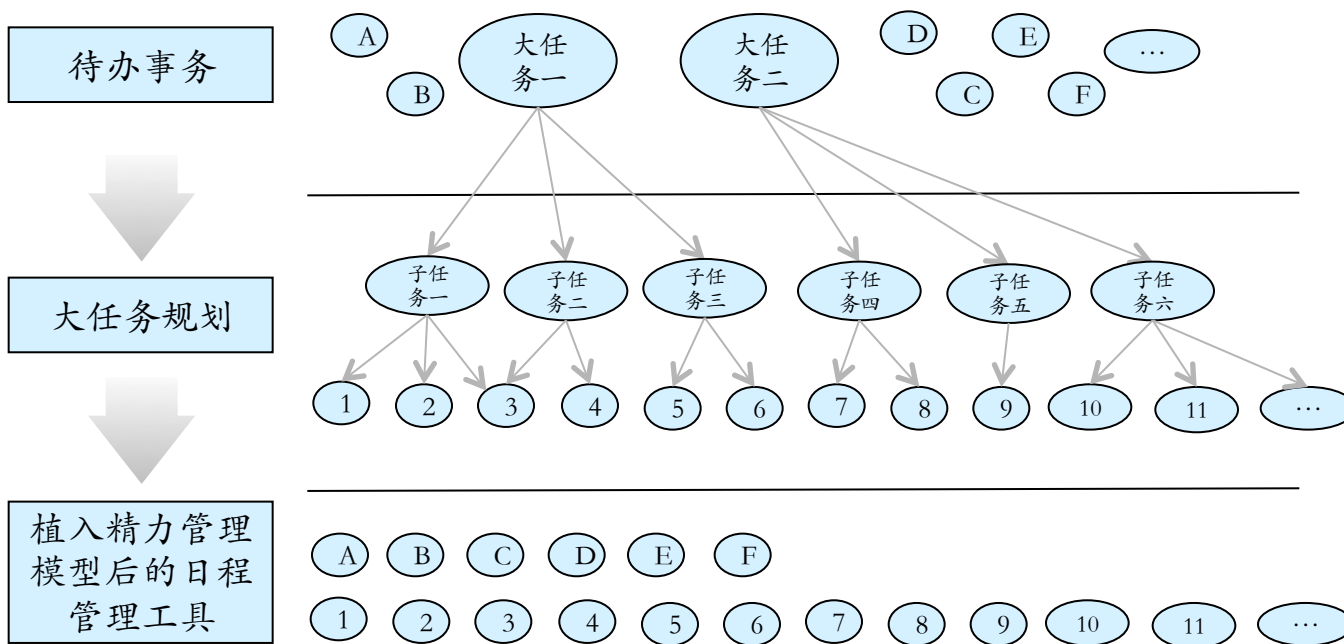 待办事务
A
B
大任
务一
大任
务二
D
E
…
C
F
大任务规划
子任
务一
子任
务二
子任
务三
子任
务四
子任
务五
子任
务六
1
2
3
4
5
6
7
8
9
10
11
…
植入精力管理
模型后的日程
管理工具
A
B
C
D
E
F
1
2
3
4
5
6
7
8
9
10
11
…